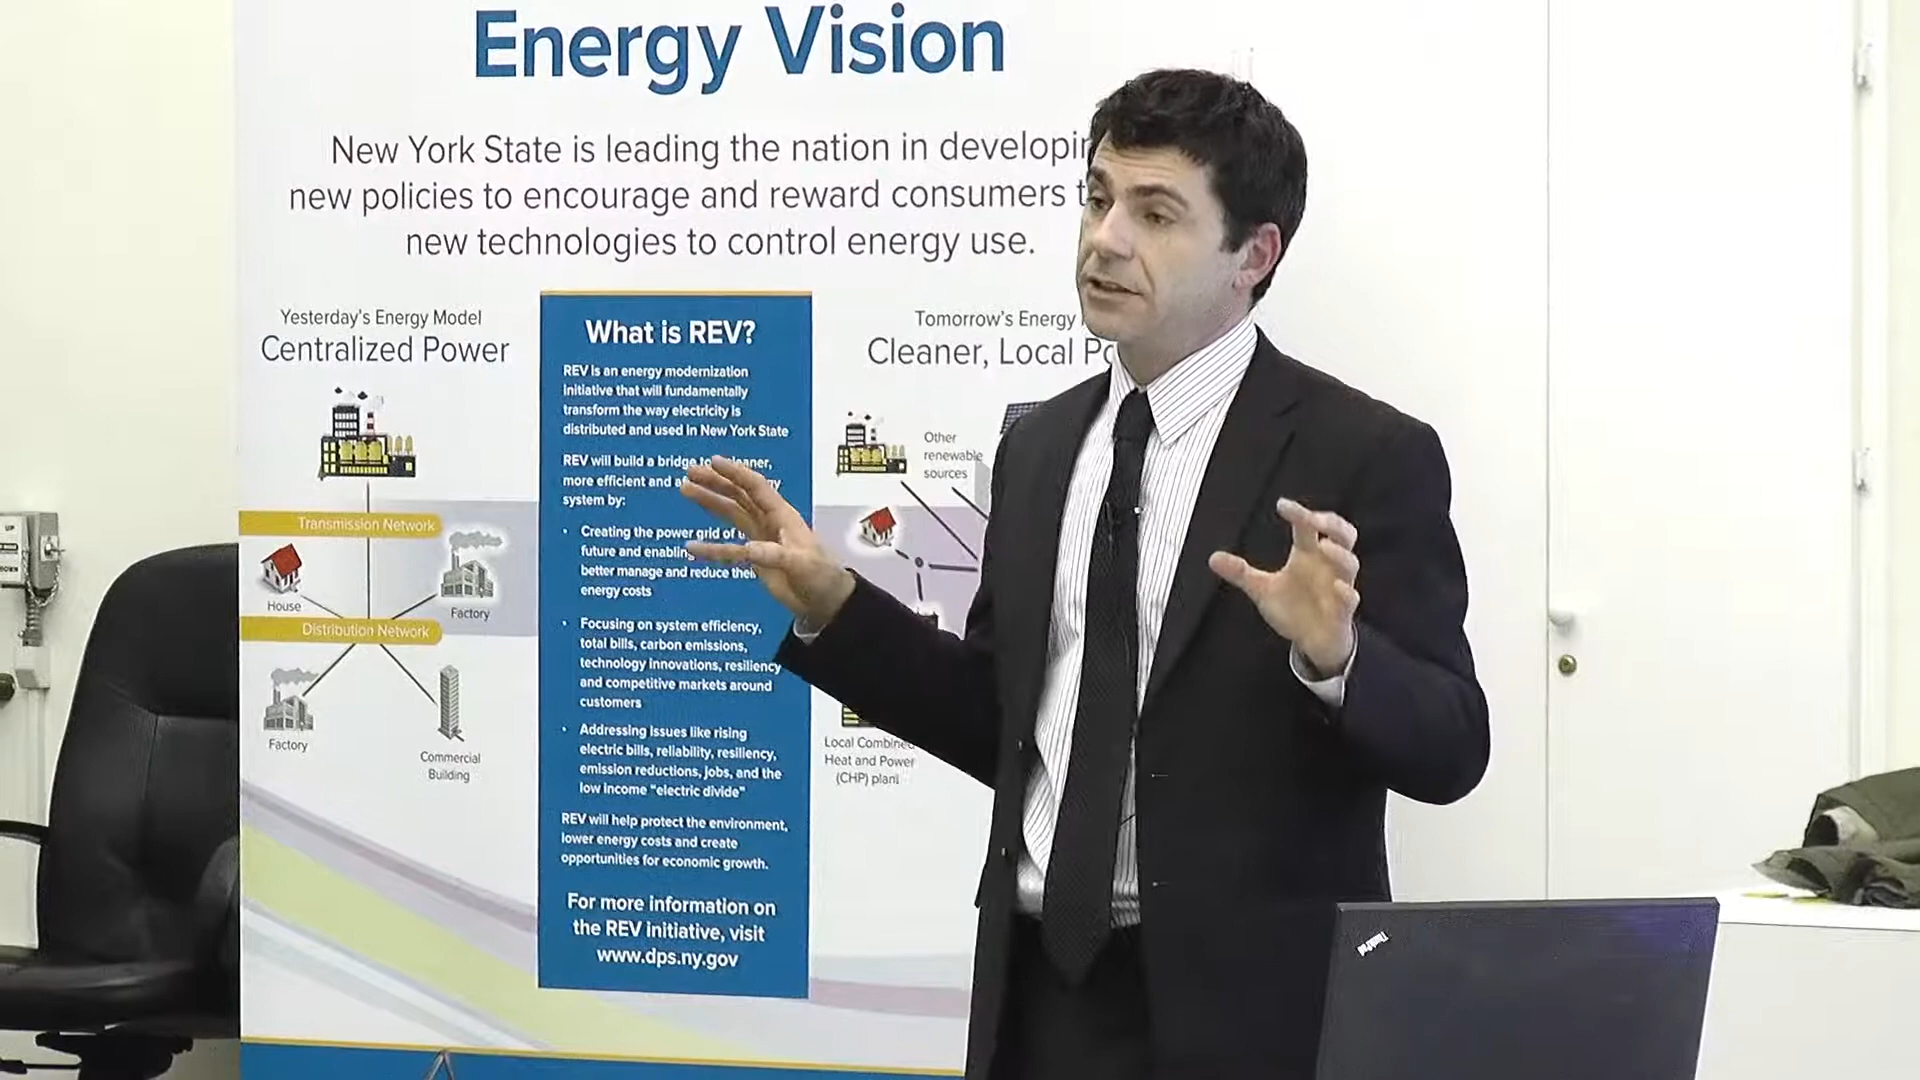 Energy Vision
New York State is leading the nation in
new policies to encourage and reward consumers
new technologies to control energy use.
Yesterday's Energy Model
Centralized Power
Transmission Network
House
Factory
Distribution Network
Factory
Commercial
Building
What is REV?
REV is an energy modernization
initiative that will fundamentally
transform the way electricity is
distributed and used in New York State
REV will build a bridge
more efficient and
system by:
• Creating the power grid of
future and enabling
better manage and reduce their
energy costs
• Focusing on system efficiency,
total bills, carbon emissions,
technology innovations, resiliency
and competitive markets around
customers
• Addressing issues like rising
electric bills, reliability, resiliency,
emission reductions, jobs, and the
low income "electric divide"
REV will help protect the environment,
lower energy costs and create
opportunities for economic growth.
For more information on
the REV initiative, visit
www.dps.ny.gov
Tomorrow's Energy
Cleaner, Local
Other
renewable
sources
Local Combined
Heat and Power
(CHP) plant
UP
ThinkPad